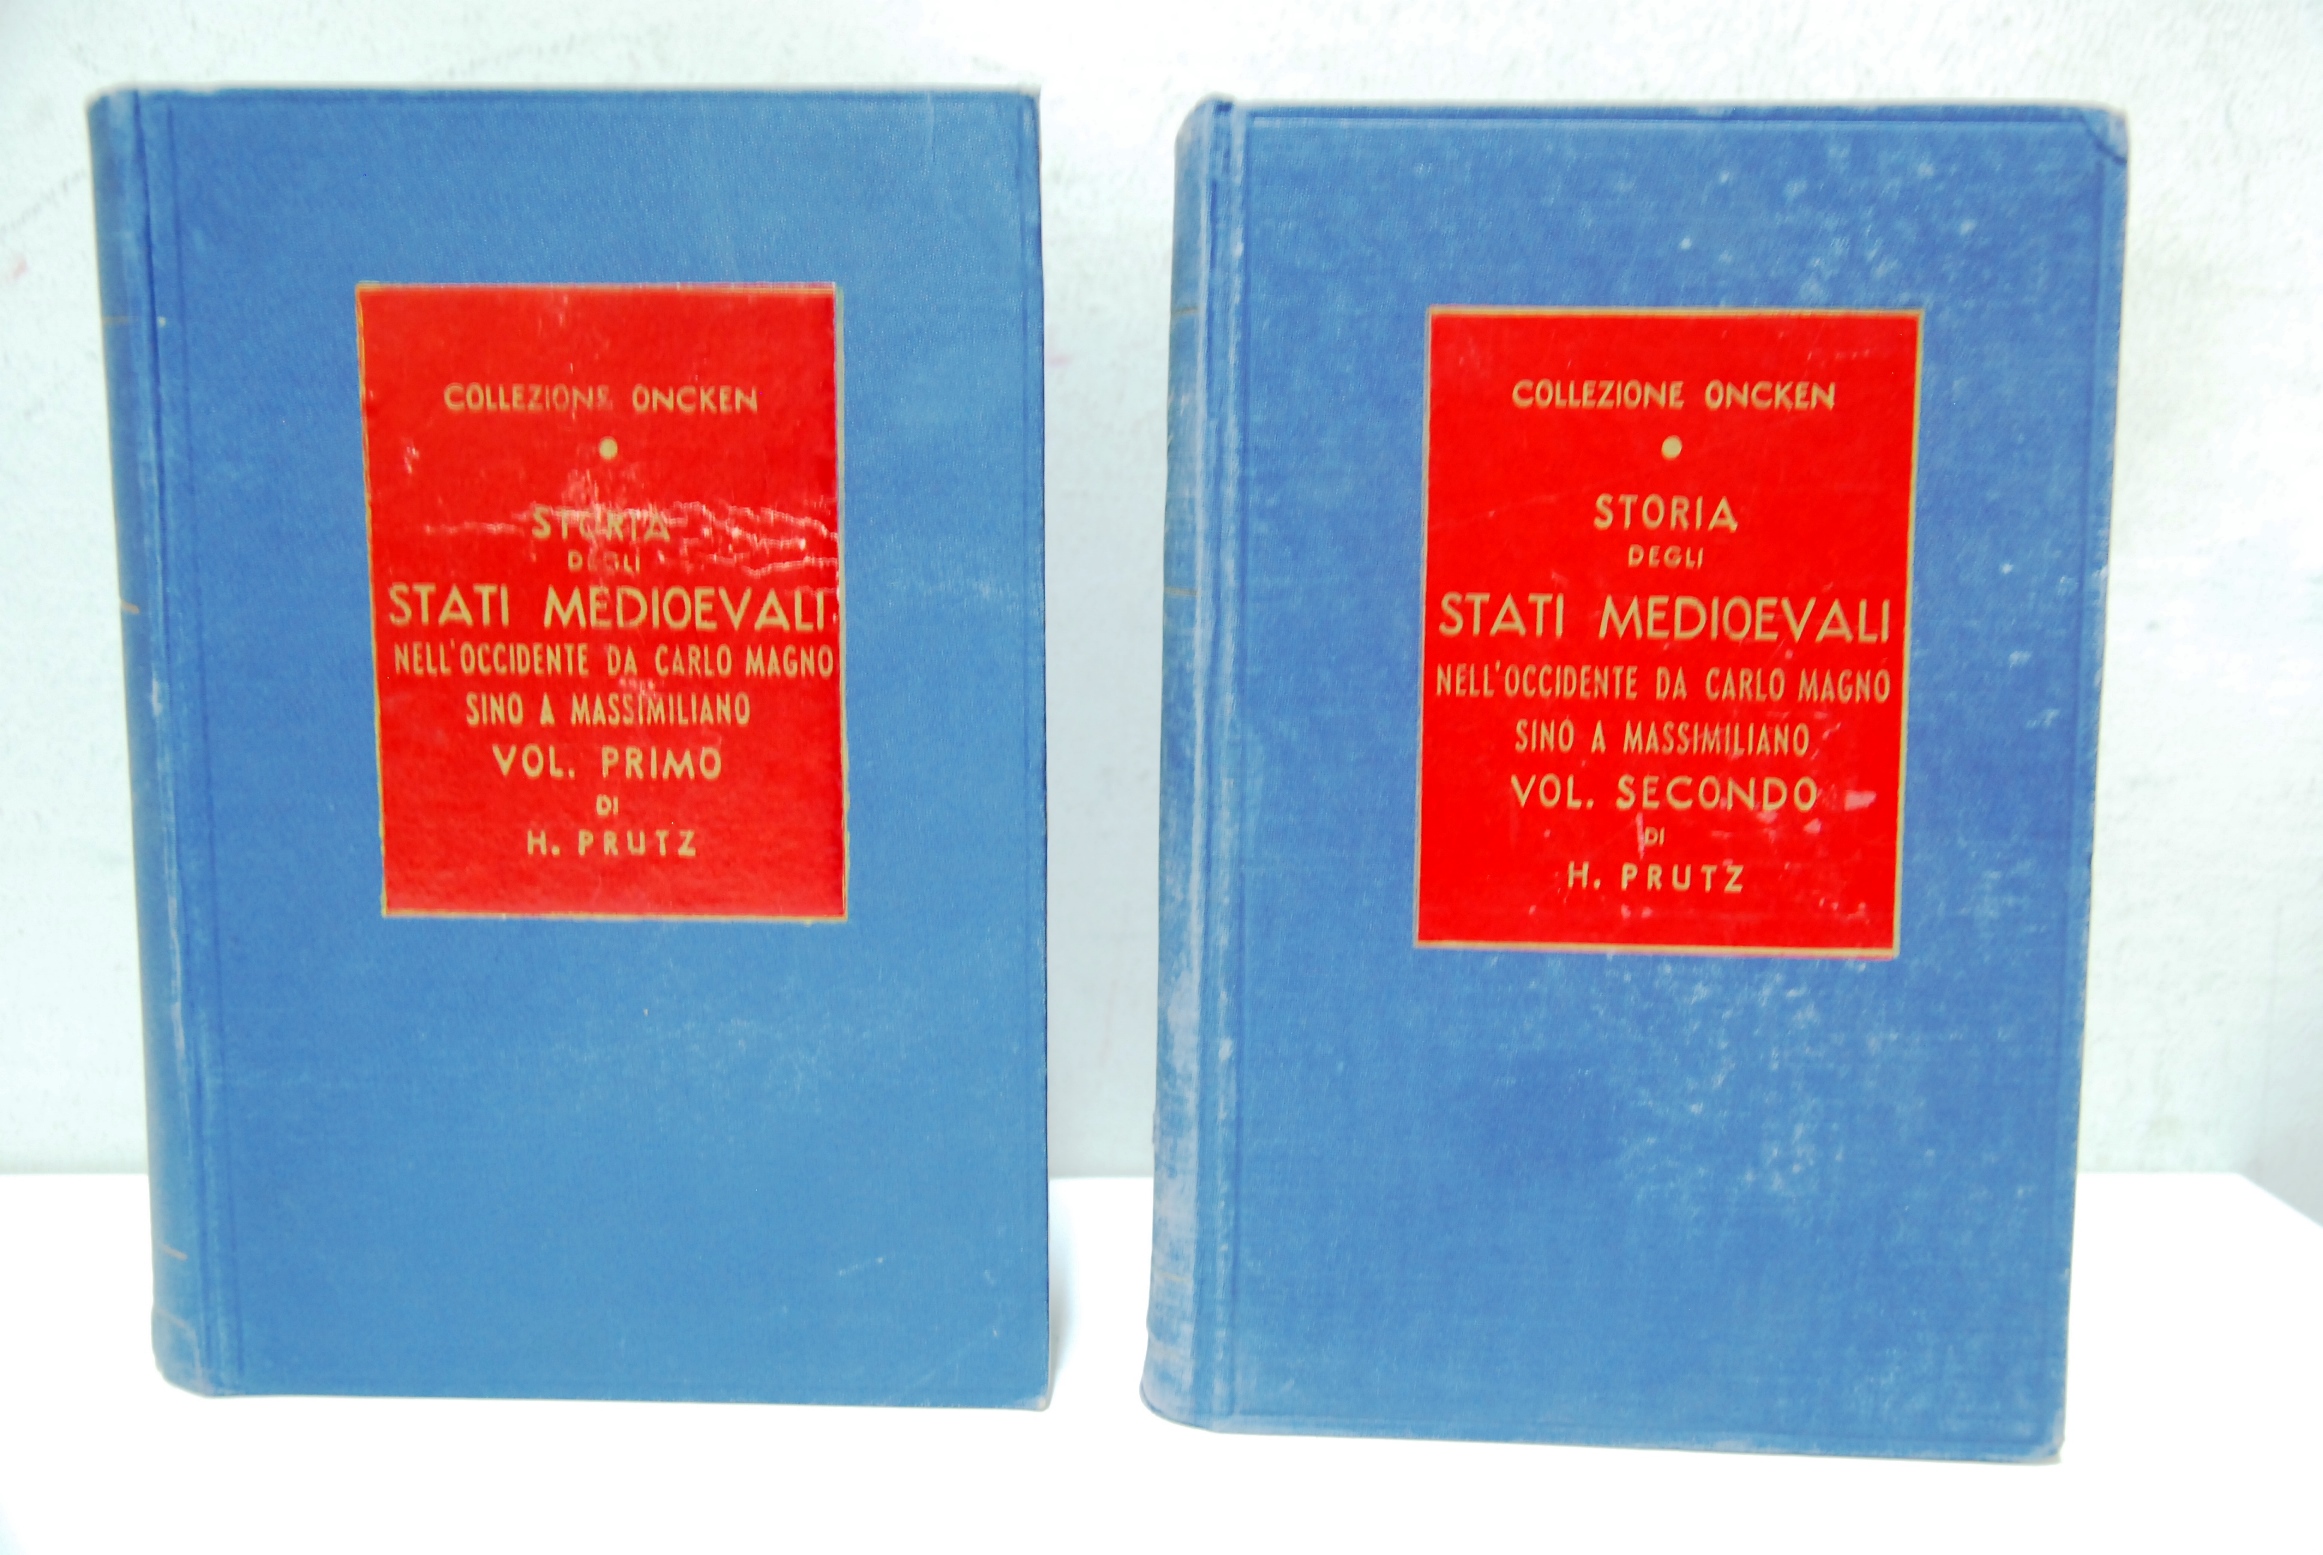 COLLEZIONE ONCKEN
STORIA
DEGLI
STATI MEDIOEVALI
NELL'OCCIDENTE DA CARLO MAGNO
SINO A MASSIMILIANO
VOL. PRIMO
DI
H. PRUTZ
COLLEZIONE ONCKEN
STORIA
DEGLI
STATI MEDIOEVALI
NELL'OCCIDENTE DA CARLO MAGNO
SINO A MASSIMILIANO
VOL. SECONDO
DI
H. PRUTZ